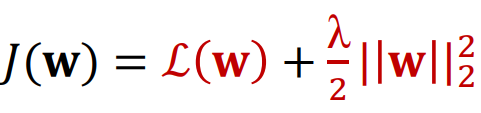 J(𝐰) = ℒ(𝐰) + λ/2 ||𝐰||₂²